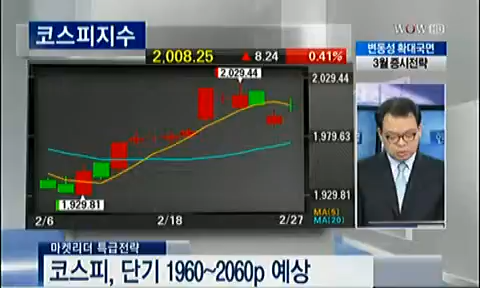 코스피지수
WOW HD
변동성 확대국면
3월 증시전략
2,008.25 ▲ 8.24 0.41%
2,029.44
2,029.44
1,979.63
1,929.81
1,929.81
2/6 2/18 2/27
MA(5)
MA(20)
마켓리더 특급전략
코스피, 단기 1960~2060p 예상